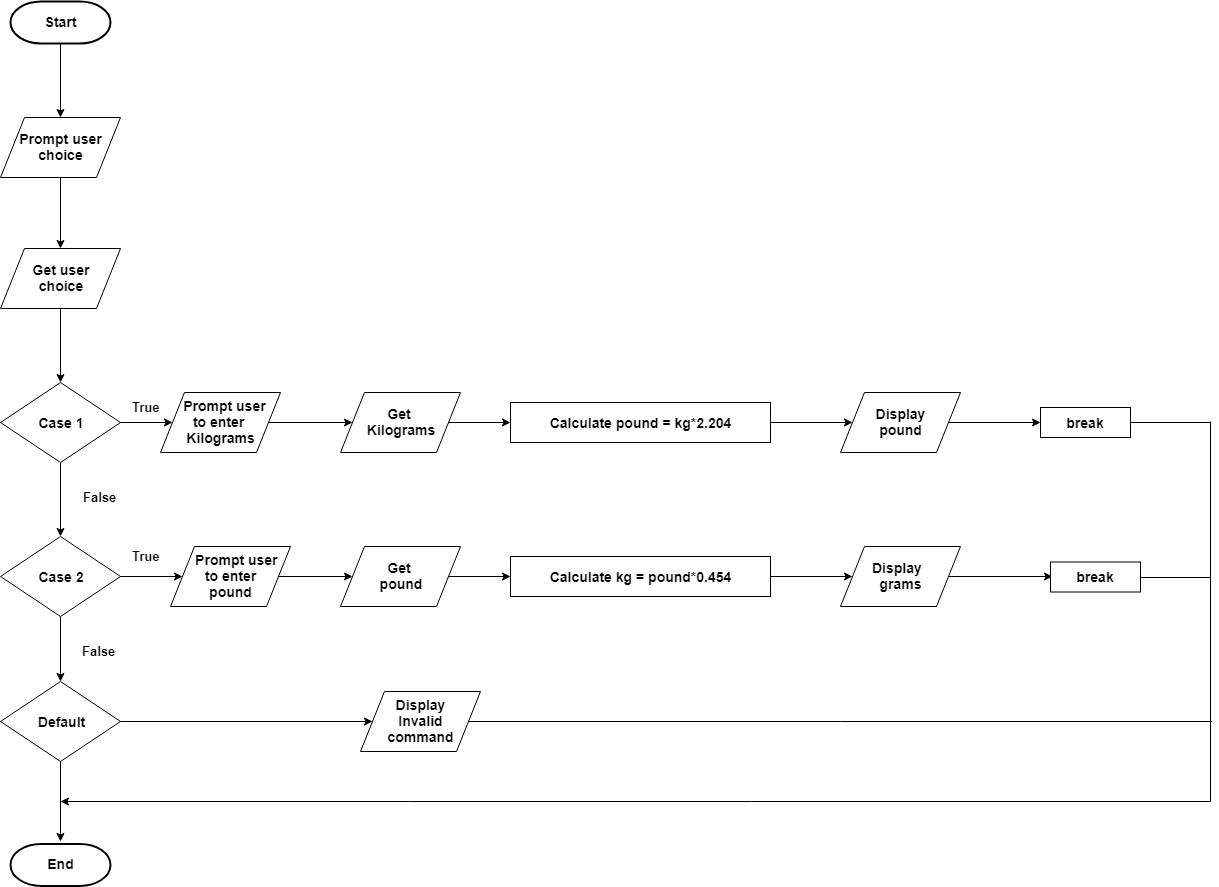 Start
Prompt user
choice
Get user
choice
Case 1
True
Prompt user
to enter
Kilograms
Get
Kilograms
Calculate pound = kg*2.204
Display
pound
break
False
Case 2
True
Prompt user
to enter
pound
Get
pound
Calculate kg = pound*0.454
Display
grams
break
False
Default
Display
Invalid
command
End